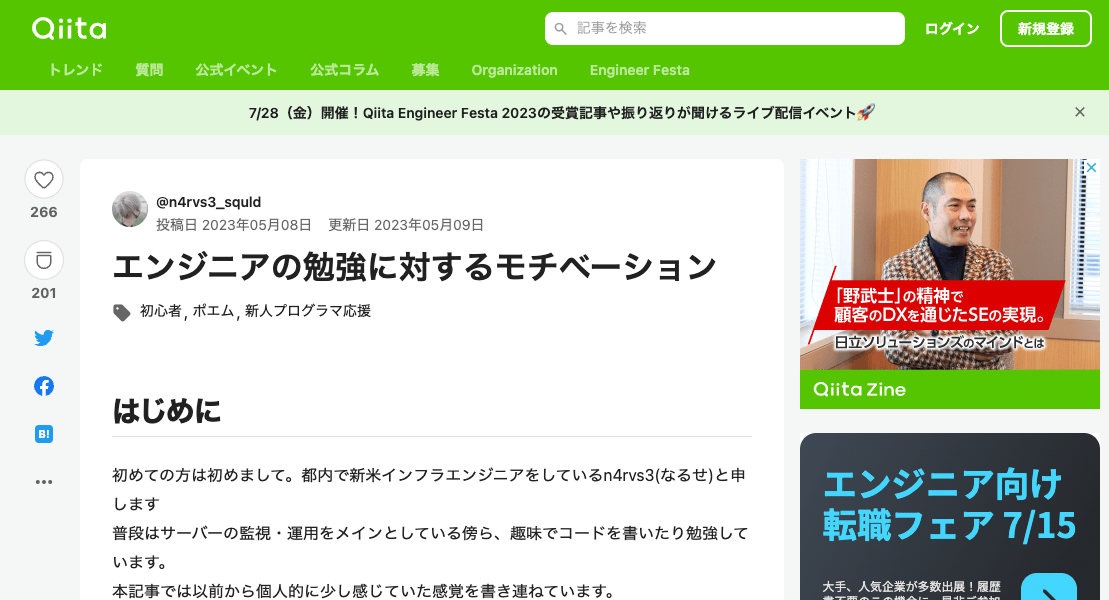 Qiita
記事を検索
ログイン
新規登録
トレンド 質問 公式イベント 公式コラム 募集 Organization Engineer Festa
7/28（金）開催！Qiita Engineer Festa 2023の受賞記事や振り返りが聞けるライブ配信イベント🚀
266
201
B!
@n4rvs3_squld
投稿日 2023年05月08日 更新日 2023年05月09日
エンジニアの勉強に対するモチベーション
初心者, ポエム, 新人プログラマ応援
はじめに
初めての方は初めまして。都内で新米インフラエンジニアをしているn4rvs3(なるせ)と申
します
普段はサーバーの監視・運用をメインとしている傍ら、趣味でコードを書いたり勉強して
います。
本記事では以前から個人的に少し感じていた感覚を書き連ねています。
「野武士」の精神で
顧客のDXを通じたSEの実現。
日立ソリューションズのマインドとは
Qiita Zine
エンジニア向け
転職フェア 7/15
大手、人気企業が多数出展！履歴